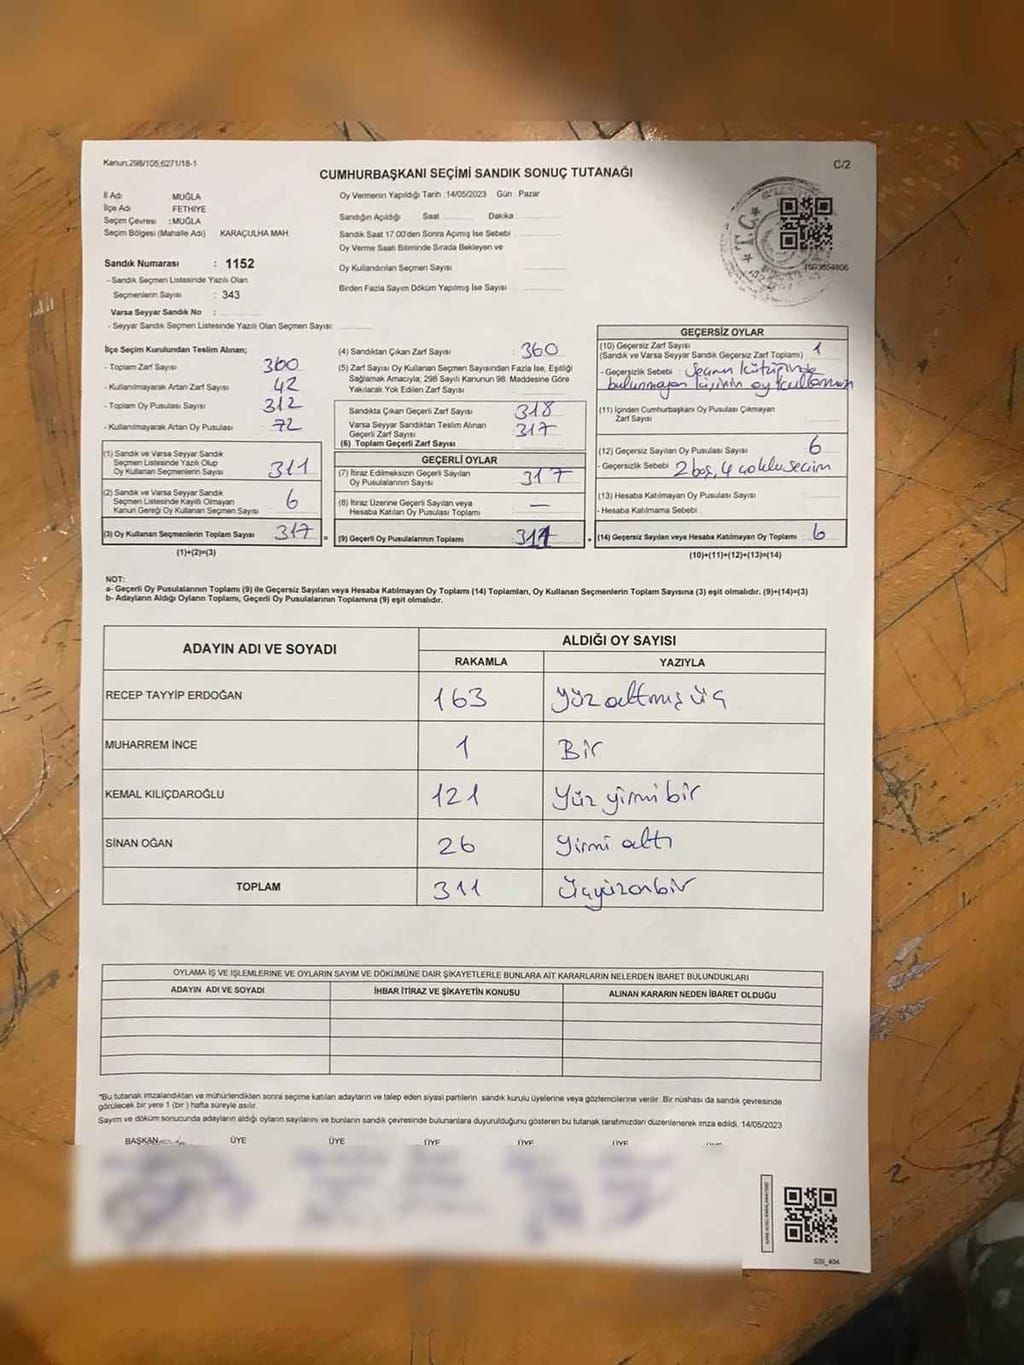 Kanun:298/105,6271/18-1
C/2
CUMHURBAŞKANI SEÇİMİ SANDIK SONUÇ TUTANAĞI
İl Adı MUĞLA
İlçe Adı FETHİYE
Seçim Çevresi : MUĞLA
Seçim Bölgesi (Mahalle Adı) KARAÇULHA MAH.
Sandık Numarası : 1152
- Sandık Seçmen Listesinde Yazılı Olan
Seçmenlerin Sayısı : 343
Varsa Seyyar Sandık No :
- Seyyar Sandık Seçmen Listesinde Yazılı Olan Seçmen Sayısı:
Oy Vermenin Yapıldığı Tarih :14/05/2023 Gün : Pazar
Sandığın Açıldığı Saat Dakika
Sandık Saat 17:00'den Sonra Açımış İse Sebebi
Oy Verme Saati Bitiminde Sırada Bekleyen ve
Oy Kullandırılan Seçmen Sayısı
Birden Fazla Sayım Döküm Yapılmış İse Sayısı
T.C.
İlçe Seçim Kurulundan Teslim Alınan;
- Toplam Zarf Sayısı 360
- Kullanılmayarak Artan Zarf Sayısı 42
- Toplam Oy Pusulası Sayısı 312
- Kullanılmayarak Artan Oy Pusulası 72
(1) Sandık ve Varsa Seyyar Sandık
Seçmen Listesinde Yazılı Olup
Oy Kullanan Seçmenlerin Sayısı 311
(2) Sandık ve Varsa Seyyar Sandık
Seçmen Listesinde Kayıtlı Olmayan
Kanun Gereği Oy Kullanan Seçmen Sayısı 6
(3) Oy Kullanan Seçmenlerin Toplam Sayısı 317
(1)+(2)=(3)
=
(4) Sandıktan Çıkan Zarf Sayısı : 360
(5) Zarf Sayısı Oy Kullanan Seçmen Sayısından Fazla İse, Eşitliği
Sağlamak Amacıyla; 298 Sayılı Kanunun 98. Maddesine Göre
Yakılarak Yok Edilen Zarf Sayısı
Sandıkta Çıkan Geçerli Zarf Sayısı 318
Varsa Seyyar Sandıktan Teslim Alınan
Geçerli Zarf Sayısı 317
(6) Toplam Geçerli Zarf Sayısı
GEÇERLİ OYLAR
(7) İtiraz Edilmeksizin Geçerli Sayılan
Oy Pusulalarının Sayısı 317
(8) İtiraz Üzerine Geçerli Sayılan veya
Hesaba Katılan Oy Pusulası Toplamı —
(9) Geçerli Oy Pusulalarının Toplamı 311
+
GEÇERSİZ OYLAR
(10) Geçersiz Zarf Sayısı
(Sandık ve Varsa Seyyar Sandık Geçersiz Zarf Toplamı) 1
- Geçersizlik Sebebi : Seçmen kütüğünde
bulunmayan kişinin oy kullanması
(11) İçinden Cumhurbaşkanı Oy Pusulası Çıkmayan
Zarf Sayısı
(12) Geçersiz Sayılan Oy Pusulası Sayısı 6
- Geçersizlik Sebebi : 2 boş, 4 çoklu seçim
(13) Hesaba Katılmayan Oy Pusulası Sayısı
- Hesaba Katılmama Sebebi :
(14) Geçersiz Sayılan veya Hesaba Katılmayan Oy Toplamı : 6
(10)+(11)+(12)+(13)=(14)
NOT:
a- Geçerli Oy Pusulalarının Toplamı (9) ile Geçersiz Sayılan veya Hesaba Katılmayan Oy Toplamı (14) Toplamları, Oy Kullanan Seçmenlerin Toplam Sayısına (3) eşit olmalıdır. (9)+(14)=(3)
b- Adayların Aldığı Oyların Toplamı, Geçerli Oy Pusulalarının Toplamına (9) eşit olmalıdır.
ADAYIN ADI VE SOYADI
ALDIĞI OY SAYISI
RAKAMLA YAZIYLA
RECEP TAYYİP ERDOĞAN 163 Yüz altmış üç
MUHARREM İNCE 1 Bir
KEMAL KILIÇDAROĞLU 121 Yüz yirmi bir
SİNAN OĞAN 26 Yirmi altı
TOPLAM 311 Üçyüzonbir
OYLAMA İŞ VE İŞLEMLERİNE VE OYLARIN SAYIM VE DÖKÜMÜNE DAİR ŞİKAYETLERLE BUNLARA AİT KARARLARIN NELERDEN İBARET BULUNDUKLARI
ADAYIN ADI VE SOYADI İHBAR İTİRAZ VE ŞİKAYETİN KONUSU ALINAN KARARIN NEDEN İBARET OLDUĞU
*Bu tutanak imzalandıktan ve mühürlendikten sonra seçime katılan adayların ve talep eden siyasi partilerin sandık kurulu üyelerine veya gözlemcilerine verilir. Bir nüshası da sandık çevresinde
görülecek bir yere 1 (bir) hafta süreyle asılır.
Sayım ve döküm sonucunda adayların aldığı oyların sayılarını ve bunların sandık çevresinde bulunanlara duyurulduğunu gösteren bu tutanak tarafımızdan düzenlenerek imza edildi. 14/05/2023
BAŞKAN ÜYE ÜYE ÜYE ÜYE ÜYE